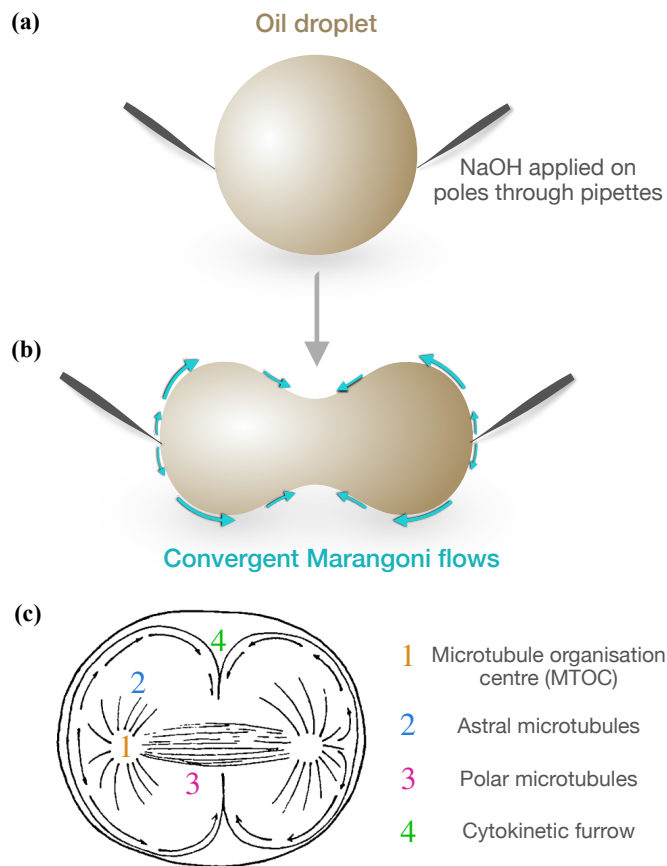 (a)
Oil droplet
NaOH applied on
poles through pipettes
(b)
Convergent Marangoni flows
(c)
4
2
1
3
1 Microtubule organisation
centre (MTOC)
2 Astral microtubules
3 Polar microtubules
4 Cytokinetic furrow